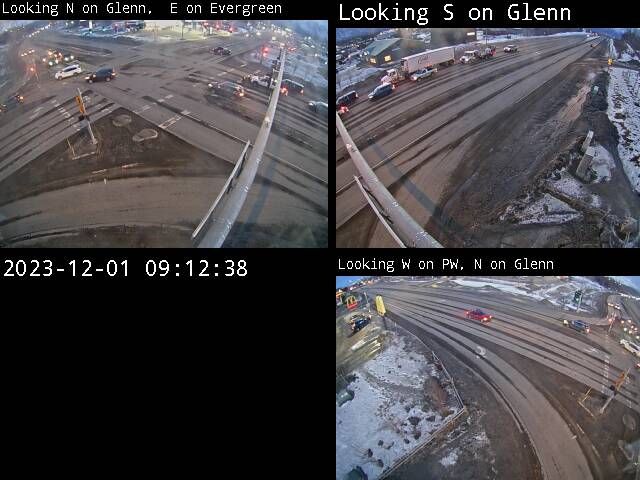 Looking N on Glenn,  E on Evergreen
Looking S on Glenn
2023-12-01 09:12:38
Looking W on PW, N on Glenn